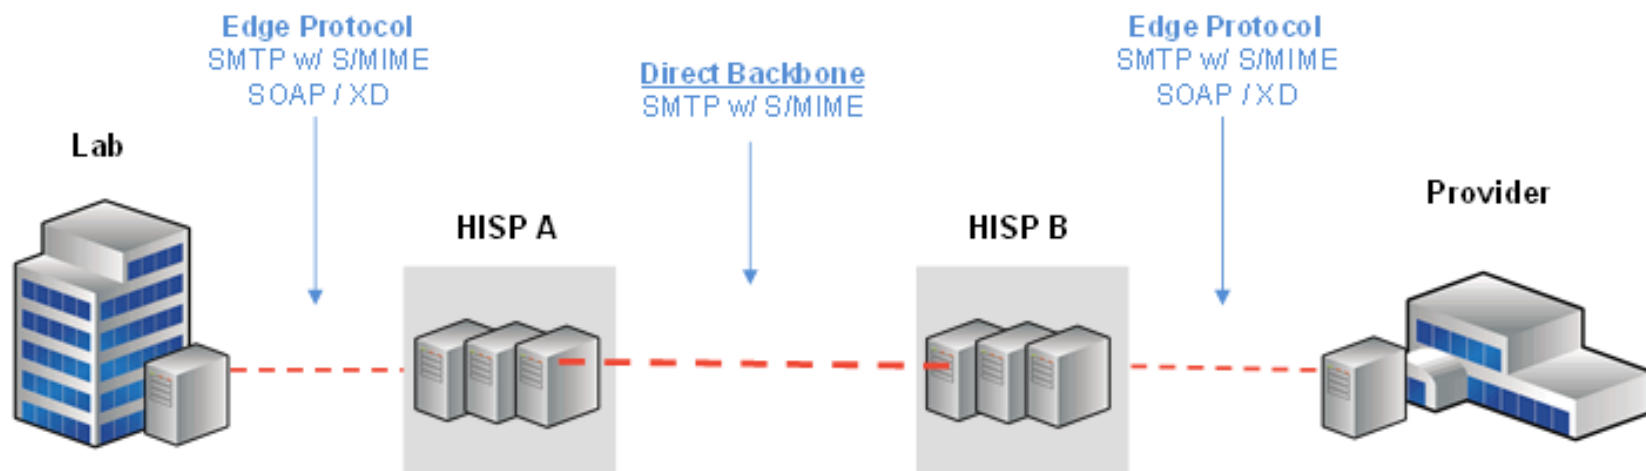 Edge Protocol
SMTP w/ S/MIME
SOAP / XD
Direct Backbone
SMTP w/ S/MIME
Edge Protocol
SMTP w/ S/MIME
SOAP / XD
Lab
HISP A
HISP B
Provider